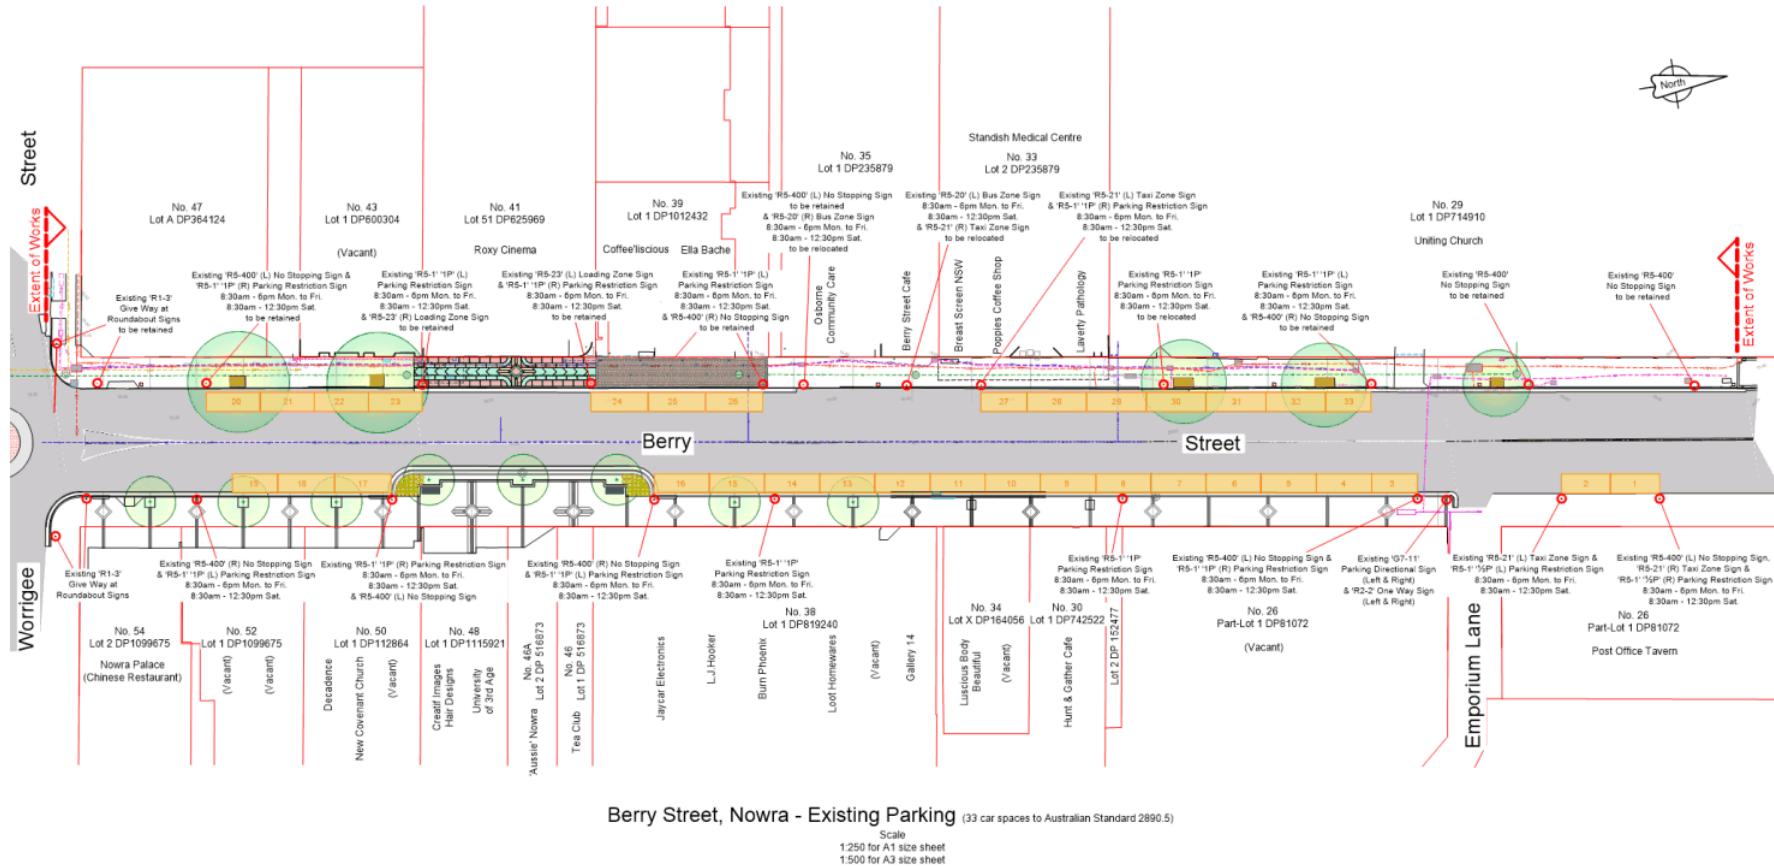 North
Street
Extent of Works
No. 47
Lot A DP364124
No. 43
Lot 1 DP600304
(Vacant)
No. 41
Lot 51 DP625969
Roxy Cinema
No. 39
Lot 1 DP1012432
Coffee'liscious
Ella Bache
No. 35
Lot 1 DP235879
Standish Medical Centre
No. 33
Lot 2 DP235879
No. 29
Lot 1 DP714910
Uniting Church
Extent of Works
Existing 'R1-3'
Give Way at
Roundabout Signs
to be retained
Existing 'R5-400' (L) No Stopping Sign &
'R5-1' '1P' (R) Parking Restriction Sign
8:30am - 6pm Mon. to Fri.
8:30am - 12:30pm Sat.
to be retained
Existing 'R5-1' '1P' (L)
Parking Restriction Sign
8:30am - 6pm Mon. to Fri.
8:30am - 12:30pm Sat.
& 'R5-23' (R) Loading Zone Sign
to be retained
Existing 'R5-23' (L) Loading Zone Sign
& 'R5-1' '1P' (R) Parking Restriction Sign
8:30am - 6pm Mon. to Fri.
8:30am - 12:30pm Sat.
to be retained
Existing 'R5-1' '1P' (L)
Parking Restriction Sign
8:30am - 6pm Mon. to Fri.
8:30am - 12:30pm Sat.
& 'R5-400' (R) No Stopping Sign
to be retained
Existing 'R5-400' (L) No Stopping Sign
to be retained
& 'R5-20' (R) Bus Zone Sign
8:30am - 6pm Mon. to Fri.
8:30am - 12:30pm Sat.
to be relocated
Existing 'R5-20' (L) Bus Zone Sign
8:30am - 6pm Mon. to Fri.
8:30am - 12:30pm Sat.
& 'R5-21' (R) Taxi Zone Sign
to be relocated
Existing 'R5-21' (L) Taxi Zone Sign
& 'R5-1' '1P' (R) Parking Restriction Sign
8:30am - 6pm Mon. to Fri.
8:30am - 12:30pm Sat.
to be relocated
Existing 'R5-1' '1P'
Parking Restriction Sign
8:30am - 6pm Mon. to Fri.
8:30am - 12:30pm Sat.
to be relocated
Existing 'R5-1' '1P' (L)
Parking Restriction Sign
8:30am - 6pm Mon. to Fri.
8:30am - 12:30pm Sat.
& 'R5-400' (R) No Stopping Sign
to be retained
Existing 'R5-400'
No Stopping Sign
to be retained
Existing 'R5-400'
No Stopping Sign
to be retained
Osborne
Community Care
Berry Street Cafe
Breast Screen NSW
Poppies Coffee Shop
Laverty Pathology
20 21 22 23 24 25 26 27 28 29 30 31 32 33
Berry Street
19 18 17 16 15 14 13 12 11 10 9 8 7 6 5 4 3 2 1
Existing 'R1-3'
Give Way at
Roundabout Signs
Existing 'R5-400' (R) No Stopping Sign
& 'R5-1' '1P' (L) Parking Restriction Sign
8:30am - 6pm Mon. to Fri.
8:30am - 12:30pm Sat.
Existing 'R5-1' '1P' (R) Parking Restriction Sign
8:30am - 6pm Mon. to Fri.
8:30am - 12:30pm Sat.
& 'R5-400' (L) No Stopping Sign
Existing 'R5-400' (R) No Stopping Sign
& 'R5-1' '1P' (L) Parking Restriction Sign
8:30am - 6pm Mon. to Fri.
8:30am - 12:30pm Sat.
Existing 'R5-1' '1P'
Parking Restriction Sign
8:30am - 6pm Mon. to Fri.
8:30am - 12:30pm Sat.
Existing 'R5-1' '1P'
Parking Restriction Sign
8:30am - 6pm Mon. to Fri.
8:30am - 12:30pm Sat.
Existing 'R5-400' (L) No Stopping Sign &
'R5-1' '1P' (R) Parking Restriction Sign
8:30am - 6pm Mon. to Fri.
8:30am - 12:30pm Sat.
Existing 'G7-11'
Parking Directional Sign
(Left & Right)
& 'R2-2' One Way Sign
(Left & Right)
Existing 'R5-21' (L) Taxi Zone Sign &
'R5-1' '½P' (L) Parking Restriction Sign
8:30am - 6pm Mon. to Fri.
8:30am - 12:30pm Sat.
Existing 'R5-400' (L) No Stopping Sign,
'R5-21' (R) Taxi Zone Sign &
'R5-1' '½P' (R) Parking Restriction Sign
8:30am - 6pm Mon. to Fri.
8:30am - 12:30pm Sat.
Worrigee
No. 54
Lot 2 DP1099675
Nowra Palace
(Chinese Restaurant)
No. 52
Lot 1 DP1099675
(Vacant)
(Vacant)
No. 50
Lot 1 DP112864
Decadence
New Covenant Church
(Vacant)
No. 48
Lot 1 DP1115921
Creatif Images
Hair Designs
University
of 3rd Age
No. 46A
Lot 2 DP 516873
'Aussie' Nowra
No. 46
Lot 1 DP 516873
Tea Club
No. 38
Lot 1 DP819240
Jaycar Electronics
L.J.Hooker
Burn Phoenix
Loot Homewares
(Vacant)
Gallery 14
No. 34
Lot X DP164056
Luscious Body
Beautiful
(Vacant)
No. 30
Lot 1 DP742522
Hunt & Gather Cafe
Lot 2 DP 152477
No. 26
Part-Lot 1 DP81072
(Vacant)
Emporium Lane
No. 26
Part-Lot 1 DP81072
Post Office Tavern
Berry Street, Nowra - Existing Parking (33 car spaces to Australian Standard 2890.5)
Scale
1:250 for A1 size sheet
1:500 for A3 size sheet